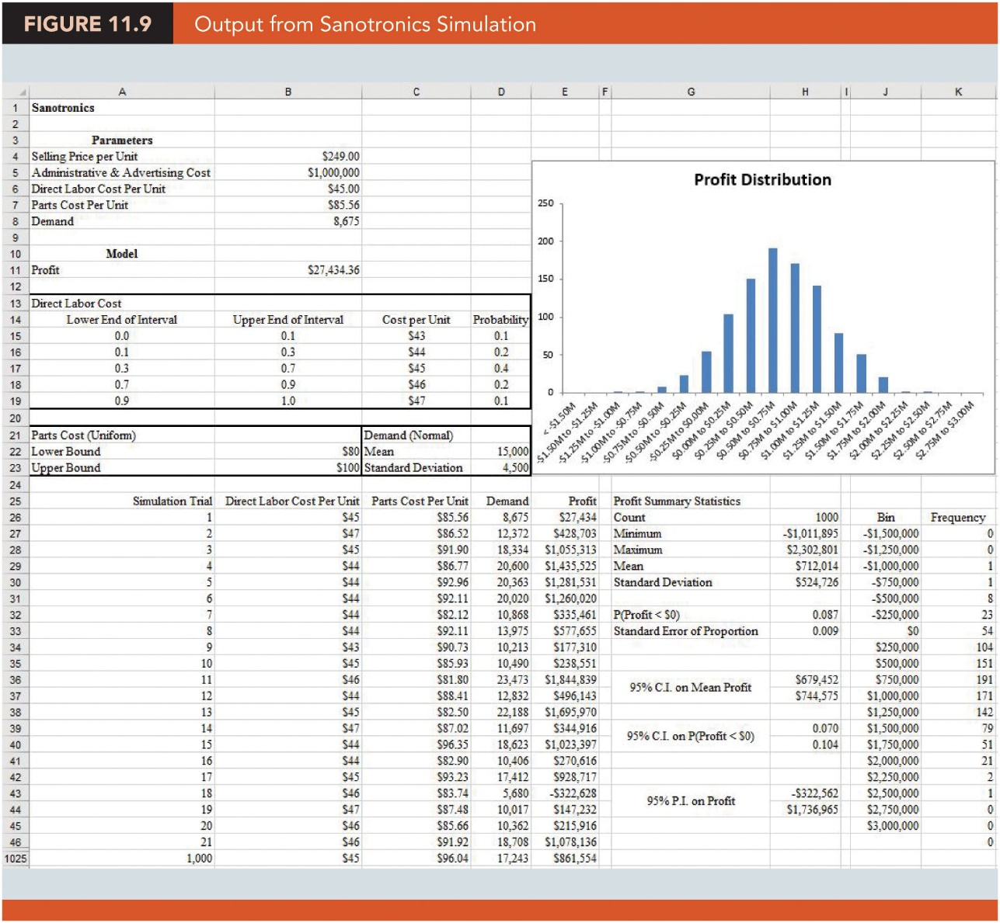 FIGURE 11.9 Output from Sanotronics Simulation
A B C D E F G H I J K
1 Sanotronics
2
3 Parameters
4 Selling Price per Unit $249.00
5 Administrative & Advertising Cost $1,000,000
6 Direct Labor Cost Per Unit $45.00
7 Parts Cost Per Unit $85.56
8 Demand 8,675
9
10 Model
11 Profit $27,434.36
12
13 Direct Labor Cost
14 Lower End of Interval Upper End of Interval Cost per Unit Probability
15 0.0 0.1 $43 0.1
16 0.1 0.3 $44 0.2
17 0.3 0.7 $45 0.4
18 0.7 0.9 $46 0.2
19 0.9 1.0 $47 0.1
20
21 Parts Cost (Uniform) Demand (Normal)
22 Lower Bound $80 Mean 15,000
23 Upper Bound $100 Standard Deviation 4,500
24
Profit Distribution
250
200
150
100
50
0
< -$1.50M
-$1.50M to -$1.25M
-$1.25M to -$1.00M
-$1.00M to -$0.75M
-$0.75M to -$0.50M
-$0.50M to -$0.25M
-$0.25M to $0.00M
$0.00M to $0.25M
$0.25M to $0.50M
$0.50M to $0.75M
$0.75M to $1.00M
$1.00M to $1.25M
$1.25M to $1.50M
$1.50M to $1.75M
$1.75M to $2.00M
$2.00M to $2.25M
$2.25M to $2.50M
$2.50M to $2.75M
$2.75M to $3.00M
25 Simulation Trial Direct Labor Cost Per Unit Parts Cost Per Unit Demand Profit Profit Summary Statistics
26 1 $45 $85.56 8,675 $27,434 Count 1000 Bin Frequency
27 2 $47 $86.52 12,372 $428,703 Minimum -$1,011,895 -$1,500,000 0
28 3 $45 $91.90 18,334 $1,055,313 Maximum $2,302,801 -$1,250,000 0
29 4 $44 $86.77 20,600 $1,435,525 Mean $712,014 -$1,000,000 1
30 5 $44 $92.96 20,363 $1,281,531 Standard Deviation $524,726 -$750,000 1
31 6 $44 $92.11 20,020 $1,260,020 -$500,000 8
32 7 $44 $82.12 10,868 $335,461 P(Profit < $0) 0.087 -$250,000 23
33 8 $44 $92.11 13,975 $577,655 Standard Error of Proportion 0.009 $0 54
34 9 $43 $90.73 10,213 $177,310 $250,000 104
35 10 $45 $85.93 10,490 $238,551 $500,000 151
36 11 $46 $81.80 23,473 $1,844,839 $679,452 $750,000 191
95% C.I. on Mean Profit
37 12 $44 $88.41 12,832 $496,143 $744,575 $1,000,000 171
38 13 $45 $82.50 22,188 $1,695,970 $1,250,000 142
39 14 $47 $87.02 11,697 $344,916 0.070 $1,500,000 79
95% C.I. on P(Profit < $0)
40 15 $44 $96.35 18,623 $1,023,397 0.104 $1,750,000 51
41 16 $44 $82.90 10,406 $270,616 $2,000,000 21
42 17 $45 $93.23 17,412 $928,717 $2,250,000 2
43 18 $46 $83.74 5,680 -$322,628 -$322,562 $2,500,000 1
95% P.I. on Profit
44 19 $47 $87.48 10,017 $147,232 $1,736,965 $2,750,000 0
45 20 $46 $85.66 10,362 $215,916 $3,000,000 0
46 21 $46 $91.92 18,708 $1,078,136 0
1025 1,000 $45 $96.04 17,243 $861,554